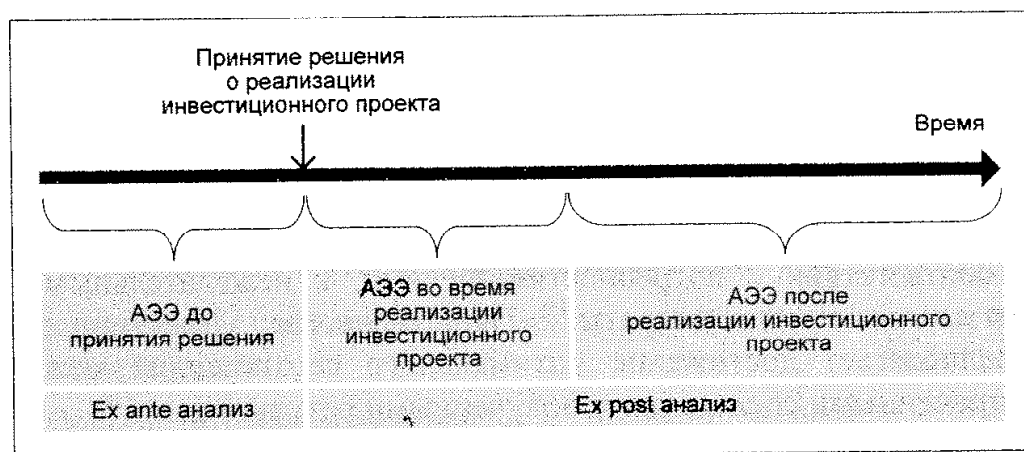 Принятие решения
о реализации
инвестиционного проекта
Время
АЭЭ до
принятия решения
АЭЭ во время
реализации
инвестиционного
проекта
АЭЭ после
реализации инвестиционного
проекта
Ex ante анализ
Ex post анализ